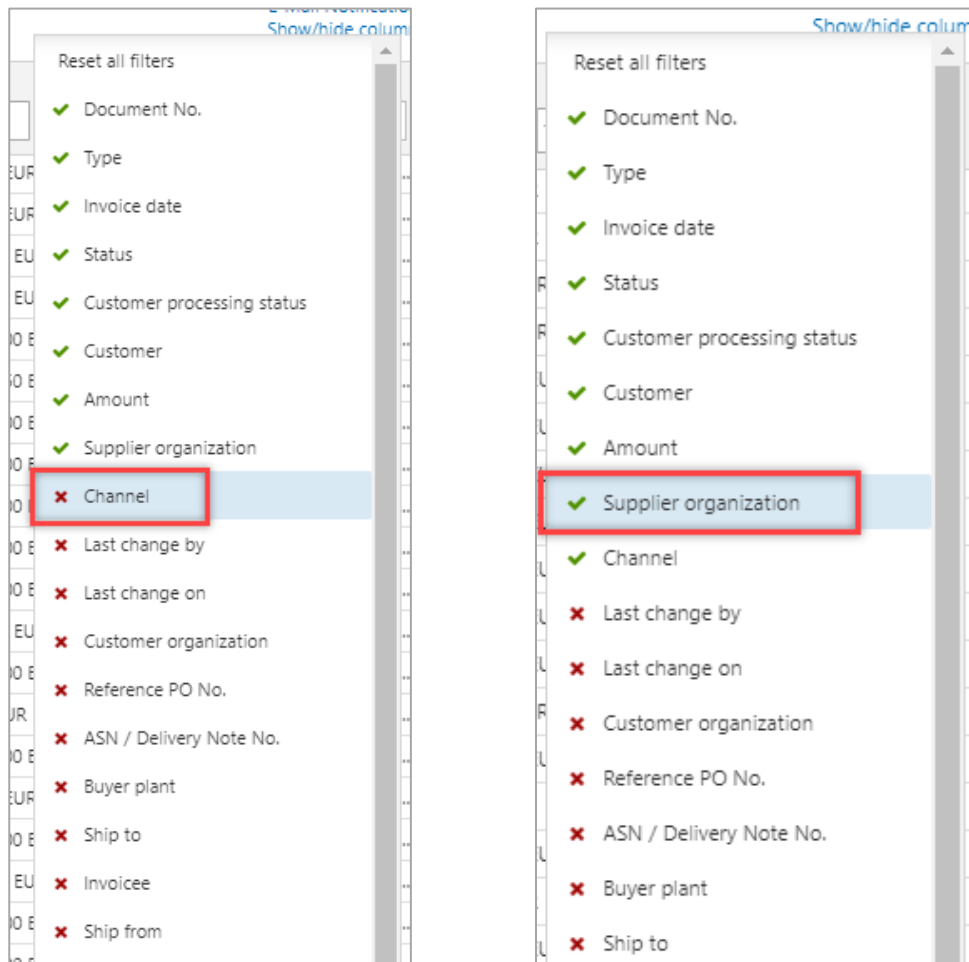 Show/hide colum
Reset all filters
Document No.
Type
Invoice date
Status
Customer processing status
Customer
Amount
Supplier organization
Channel
Last change by
Last change on
Customer organization
Reference PO No.
ASN / Delivery Note No.
Buyer plant
Ship to
Invoicee
Ship from
Show/hide colum
Reset all filters
Document No.
Type
Invoice date
Status
Customer processing status
Customer
Amount
Supplier organization
Channel
Last change by
Last change on
Customer organization
Reference PO No.
ASN / Delivery Note No.
Buyer plant
Ship to